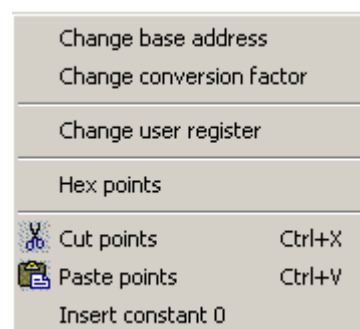 Change base address
Change conversion factor
Change user register
Hex points
Cut points Ctrl+X
Paste points Ctrl+V
Insert constant 0